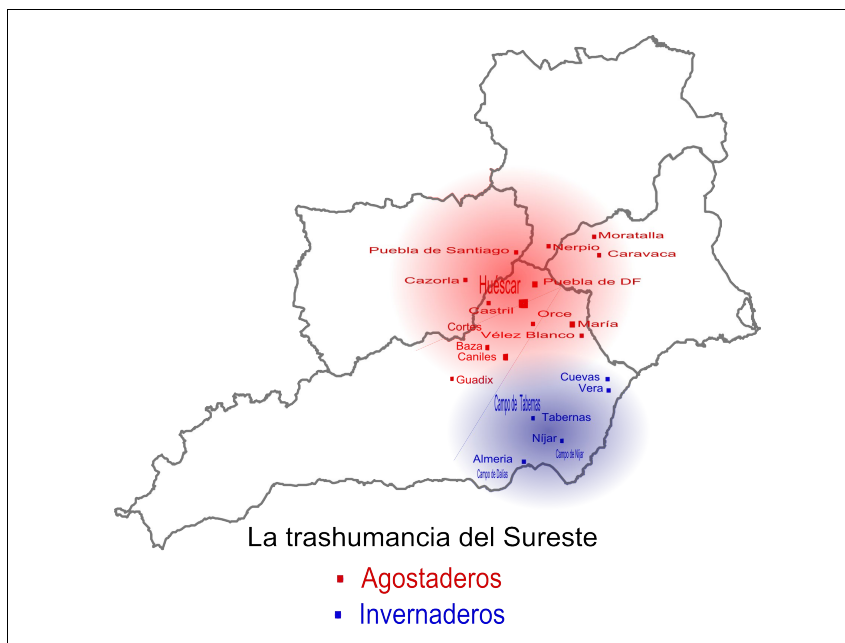 Moratalla
Nerpio
Puebla de Santiago
Caravaca
Cazorla
Huescar
Puebla de DF
Castril
Orce
Cortes
María
Vélez Blanco
Baza
Caniles
Guadix
Cuevas
Vera
Campo de Tabernas
Tabernas
Níjar
Campo de Níjar
Almeria
Campo de Dalias
La trashumancia del Sureste
Agostaderos
Invernaderos